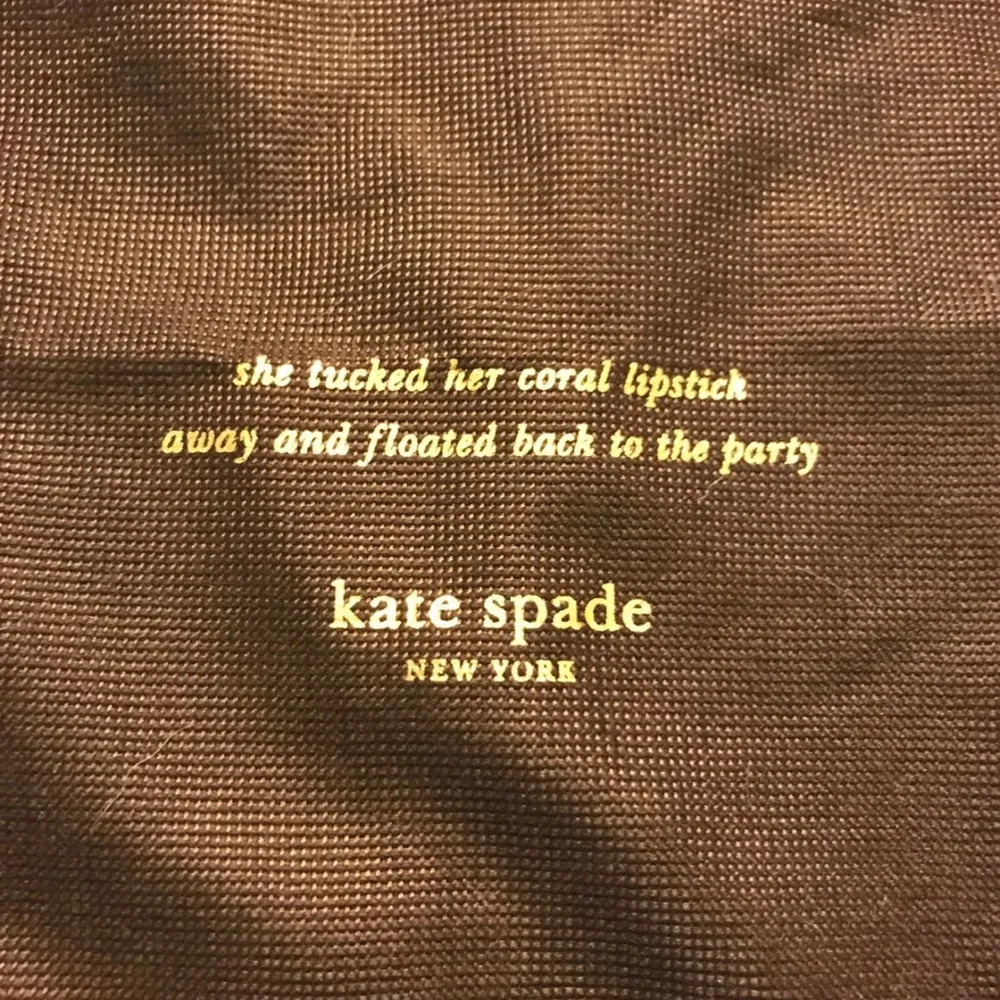 she tucked her coral lipstick
away and floated back to the party
kate spade
NEW YORK